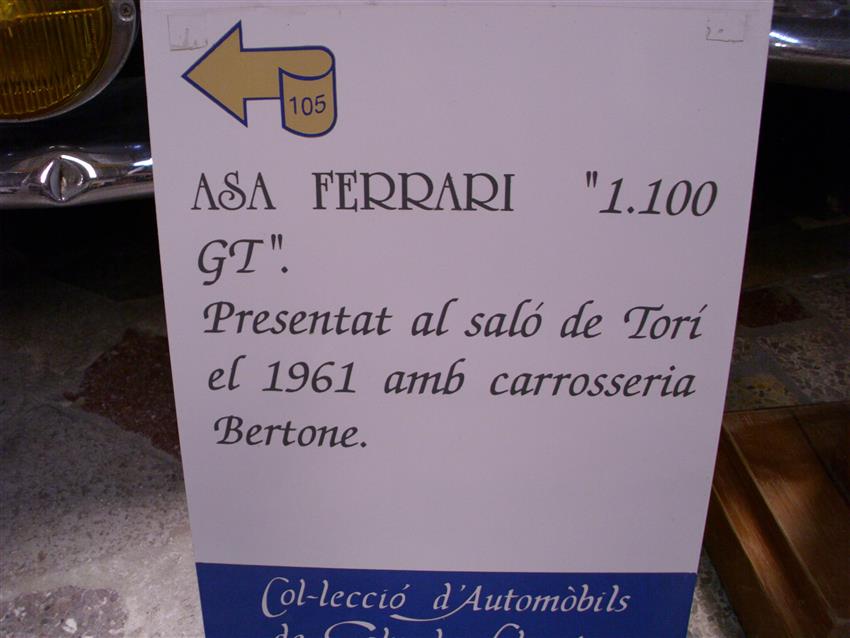 105
ASA FERRARI "1.100
GT".
Presentat al saló de Torí
el 1961 amb carrosseria
Bertone.
Col-lecció d'Automòbils
de